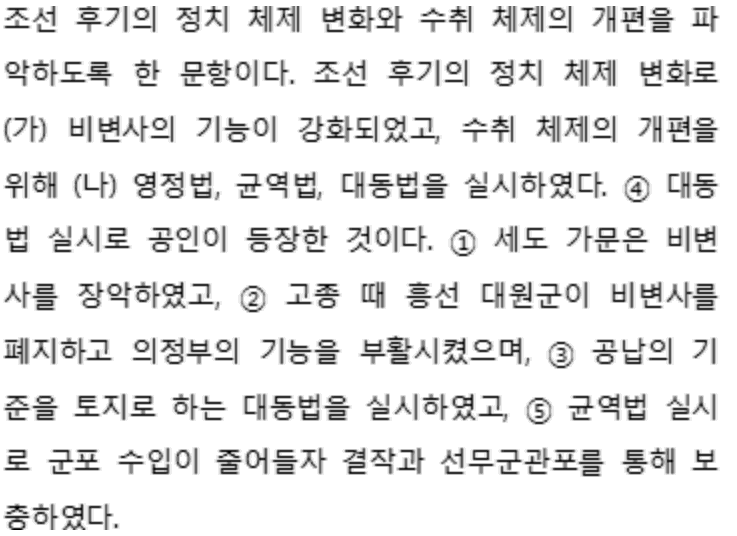 조선 후기의 정치 체제 변화와 수취 체제의 개편을 파
악하도록 한 문항이다. 조선 후기의 정치 체제 변화로
(가) 비변사의 기능이 강화되었고, 수취 체제의 개편을
위해 (나) 영정법, 균역법, 대동법을 실시하였다. ④ 대동
법 실시로 공인이 등장한 것이다. ① 세도 가문은 비변
사를 장악하였고, ② 고종 때 흥선 대원군이 비변사를
폐지하고 의정부의 기능을 부활시켰으며, ③ 공납의 기
준을 토지로 하는 대동법을 실시하였고, ⑤ 균역법 실시
로 군포 수입이 줄어들자 결작과 선무군관포를 통해 보
충하였다.